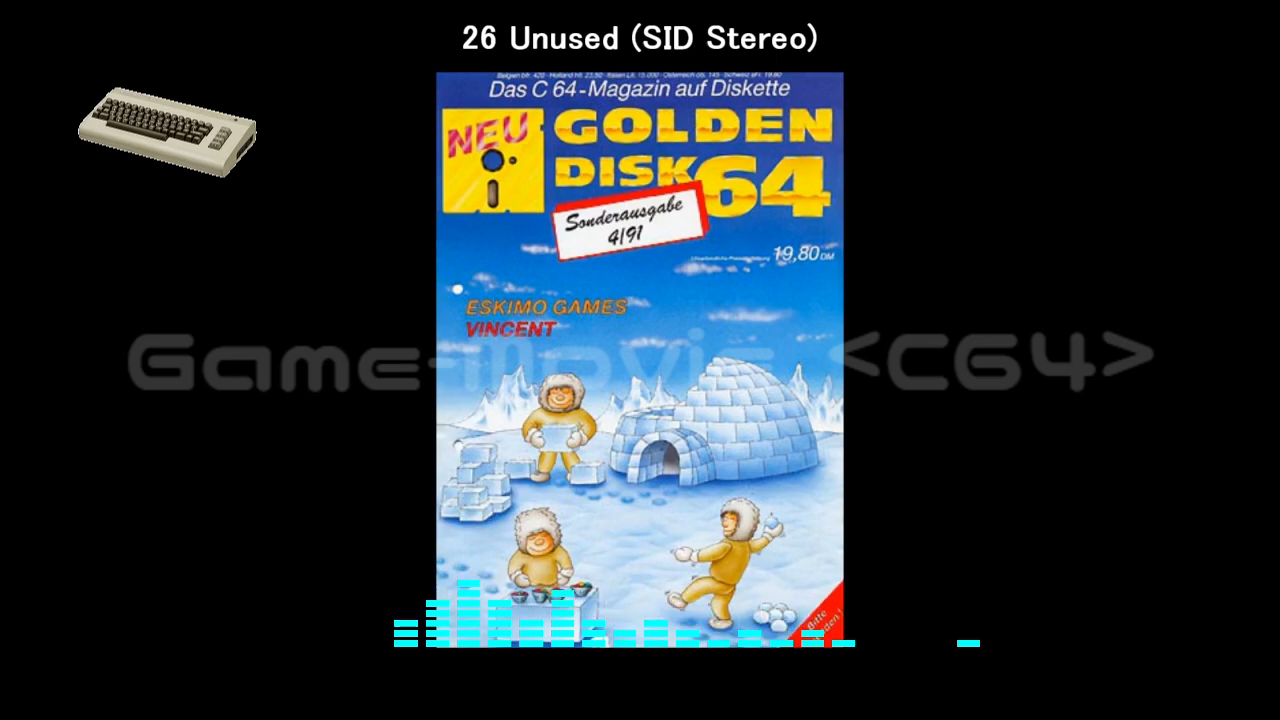 26 Unused (SID Stereo)
Das C 64-Magazin auf Diskette
NEU
GOLDEN
DISK 64
Sonderausgabe
4/91
19,80 DM
ESKIMO GAMES
VINCENT
Game-Movie <C64>
Bitte